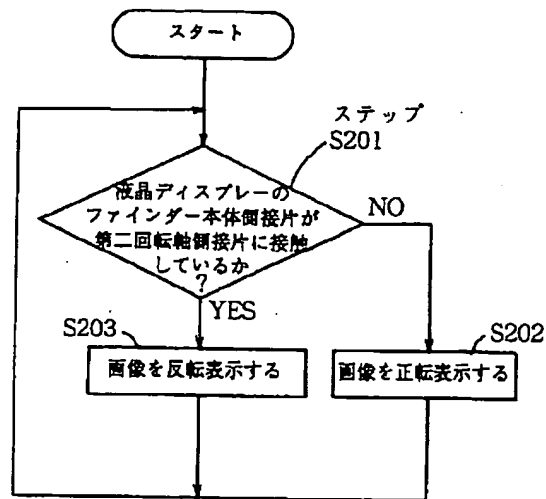 スタート
ステップ
S201
液晶ディスプレーの
ファインダー本体側接片が
第二回転軸側接片に接触
しているか
?
NO
YES
S203
S202
画像を反転表示する
画像を正転表示する